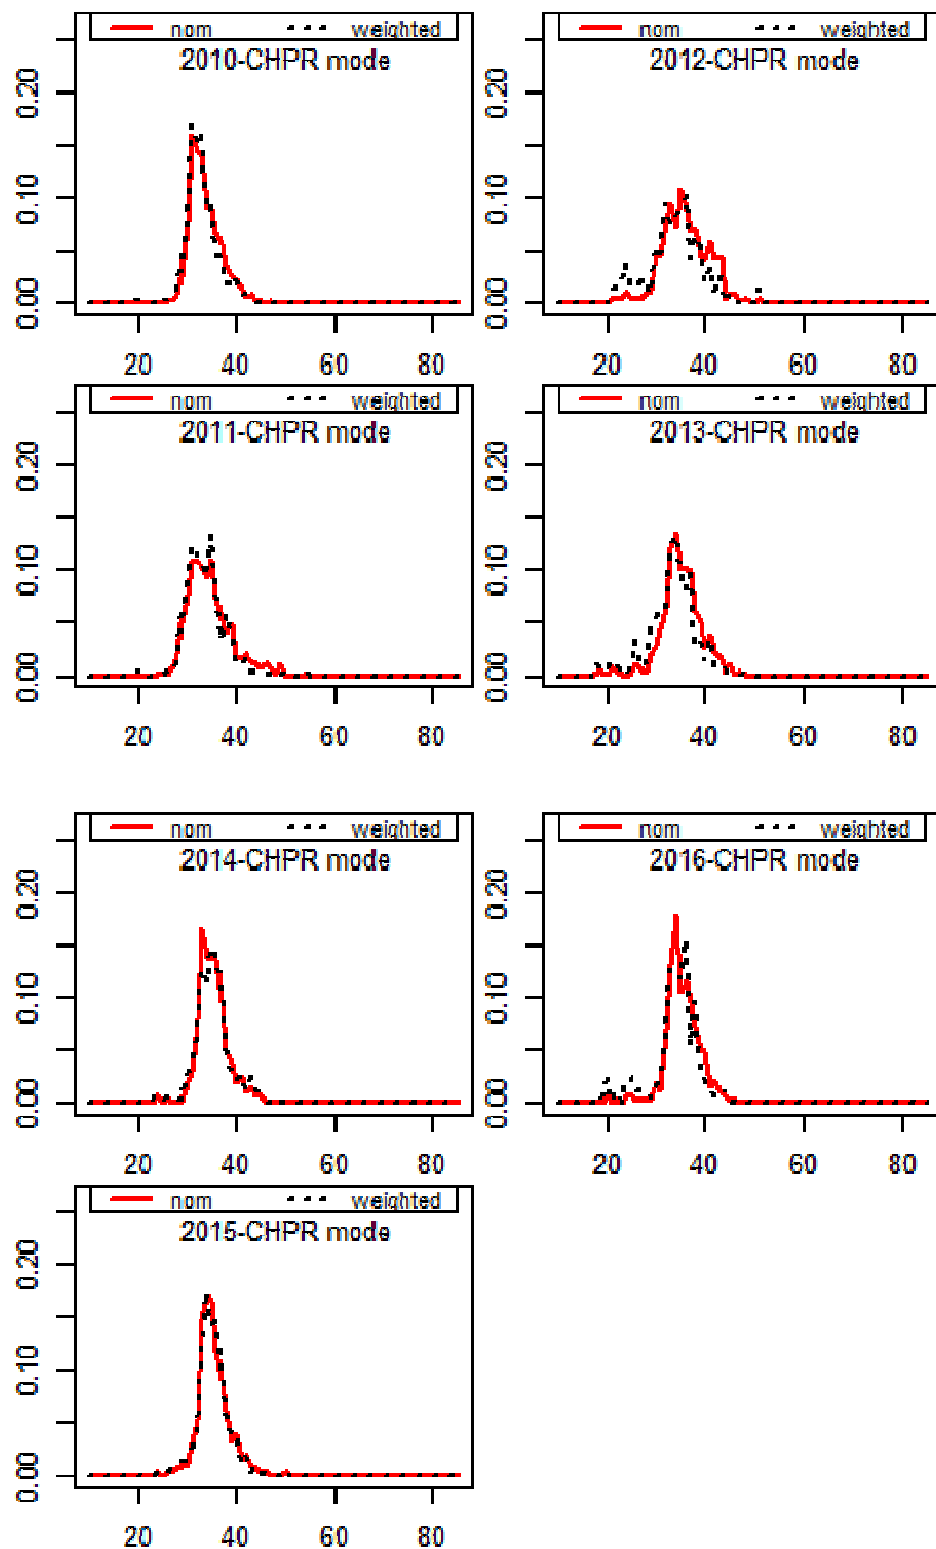 nom weighted
2010-CHPR mode
0.00 0.10 0.20
20 40 60 80
nom weighted
2012-CHPR mode
0.00 0.10 0.20
20 40 60 80
nom weighted
2011-CHPR mode
0.00 0.10 0.20
20 40 60 80
nom weighted
2013-CHPR mode
0.00 0.10 0.20
20 40 60 80
nom weighted
2014-CHPR mode
0.00 0.10 0.20
20 40 60 80
nom weighted
2016-CHPR mode
0.00 0.10 0.20
20 40 60 80
nom weighted
2015-CHPR mode
0.00 0.10 0.20
20 40 60 80